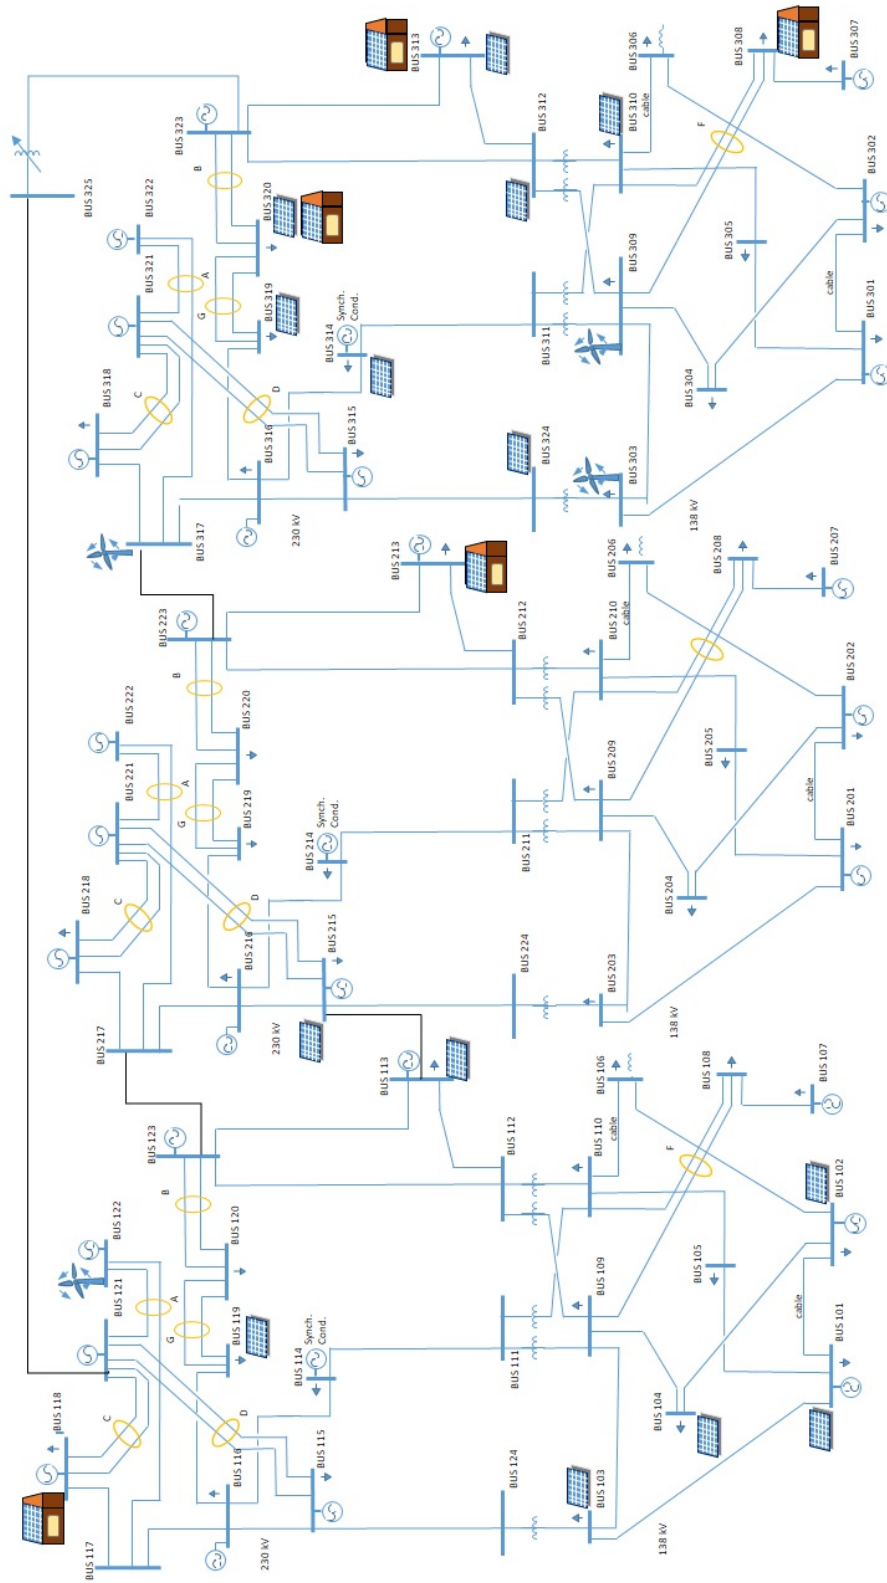 BUS 325
BUS 323
B
BUS 322
BUS 321
A
BUS 320
G
BUS 319
BUS 318
C
D
Synch.
Cond.
BUS 314
BUS 316
BUS 315
BUS 317
230 kV
BUS 313
BUS 312
BUS 311
BUS 324
BUS 310
cable
BUS 309
BUS 303
138 kV
BUS 306
BUS 308
F
BUS 307
BUS 305
BUS 304
BUS 302
cable
BUS 301
BUS 223
B
BUS 222
BUS 221
A
BUS 220
G
BUS 219
BUS 218
C
D
Synch.
Cond.
BUS 214
BUS 216
BUS 215
BUS 217
230 kV
BUS 213
BUS 212
BUS 211
BUS 224
BUS 210
cable
BUS 209
BUS 203
138 kV
BUS 206
BUS 208
BUS 207
BUS 205
BUS 204
BUS 202
cable
BUS 201
BUS 123
B
BUS 122
BUS 121
A
BUS 120
G
BUS 119
BUS 118
C
D
Synch.
Cond.
BUS 114
BUS 116
BUS 115
BUS 117
230 kV
BUS 113
BUS 112
BUS 111
BUS 124
BUS 110
cable
BUS 109
BUS 103
138 kV
BUS 106
BUS 108
F
BUS 107
BUS 105
BUS 104
BUS 102
cable
BUS 101